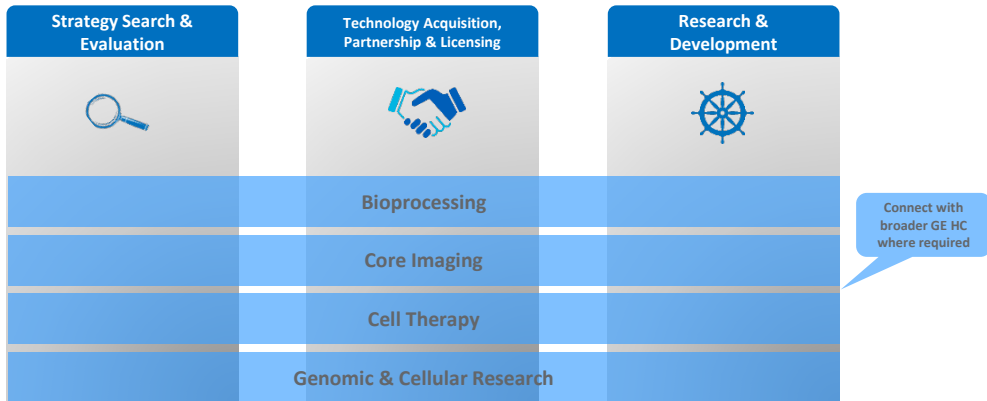 Strategy Search &
Evaluation
Technology Acquisition,
Partnership & Licensing
Research &
Development
Bioprocessing
Core Imaging
Cell Therapy
Genomic & Cellular Research
Connect with
broader GE HC
where required